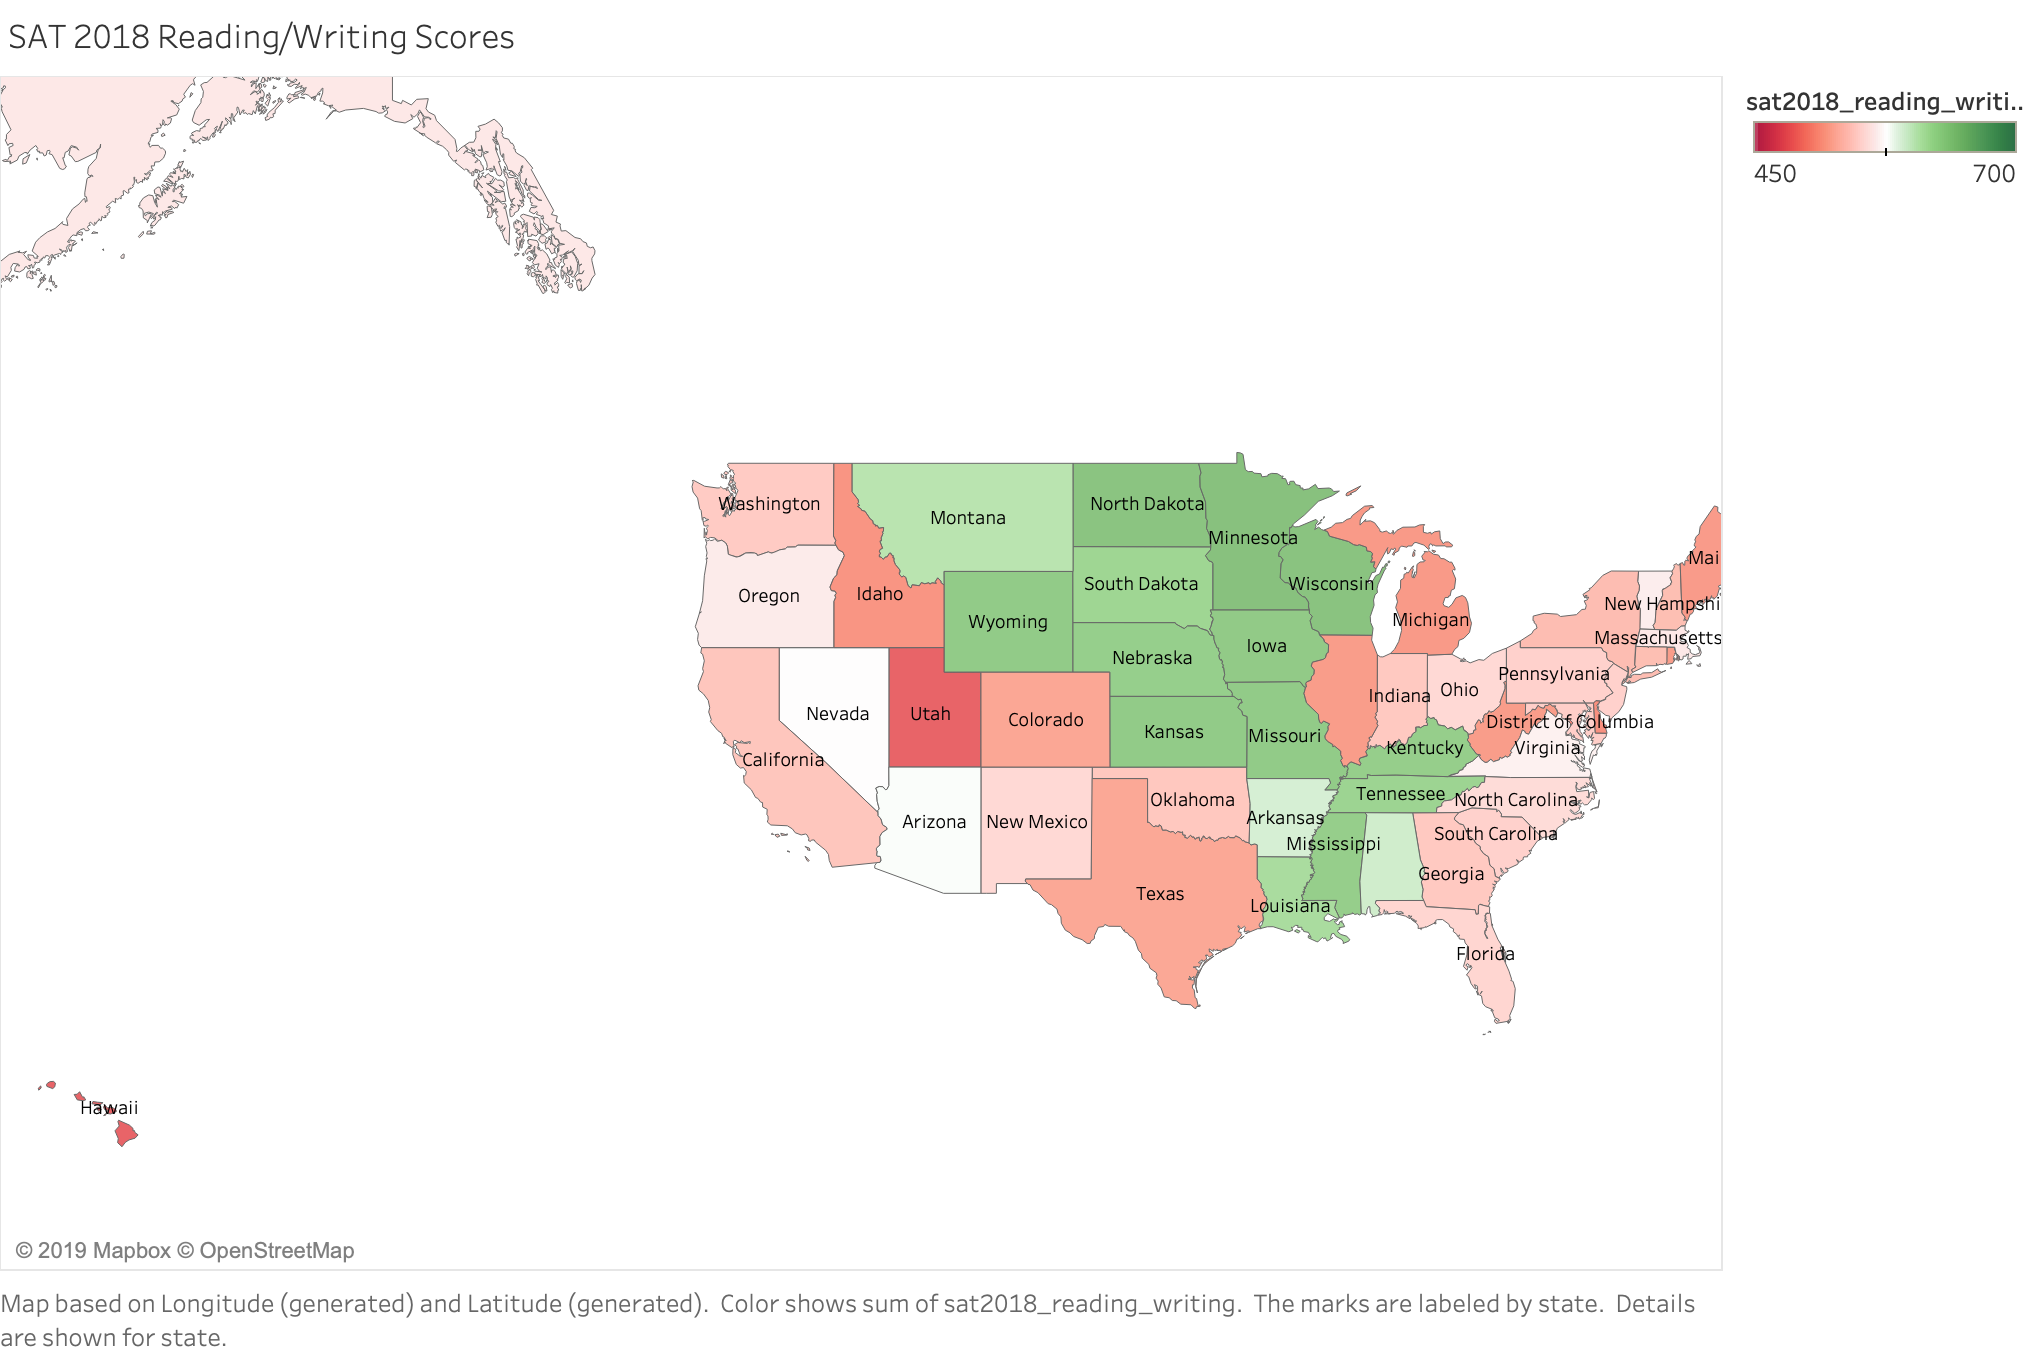 SAT 2018 Reading/Writing Scores
sat2018_reading_writi..
450 700
Washington
Montana
North Dakota
Minnesota
Mai
Oregon
Idaho
South Dakota
Wisconsin
New Hampshi
Wyoming
Michigan
Massachusetts
Nebraska
Iowa
Pennsylvania
Nevada
Utah
Colorado
Indiana
Ohio
Kansas
Missouri
District of Columbia
Kentucky
Virginia
California
Tennessee
North Carolina
Oklahoma
Arizona
New Mexico
Arkansas
South Carolina
Mississippi
Georgia
Texas
Louisiana
Florida
Hawaii
© 2019 Mapbox © OpenStreetMap
Map based on Longitude (generated) and Latitude (generated). Color shows sum of sat2018_reading_writing. The marks are labeled by state. Details
are shown for state.